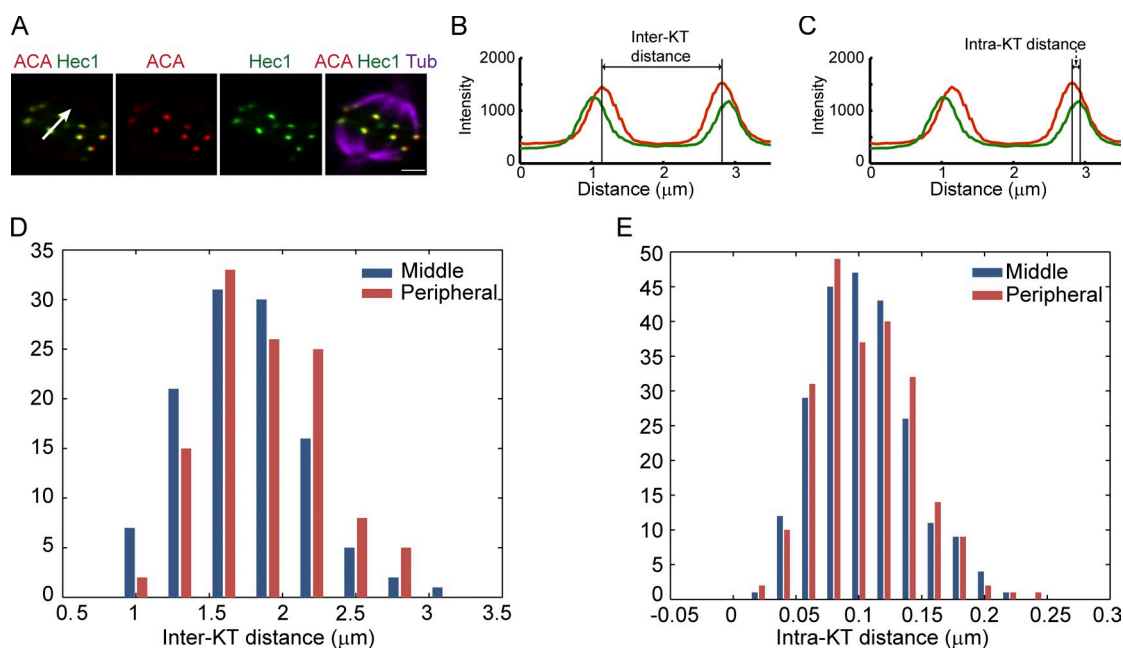 A
ACA Hec1
ACA
Hec1
ACA Hec1 Tub
B
Inter-KT
distance
2000
1000
0
Intensity
0
1
2
3
Distance (μm)
C
Intra-KT distance
2000
1000
0
Intensity
0
1
2
3
Distance (μm)
D
35
30
25
20
15
10
5
0
0.5
1
1.5
2
2.5
3
3.5
Middle
Peripheral
Inter-KT distance (μm)
E
50
45
40
35
30
25
20
15
10
5
0
-0.05
0
0.05
0.1
0.15
0.2
0.25
0.3
Middle
Peripheral
Intra-KT distance (μm)